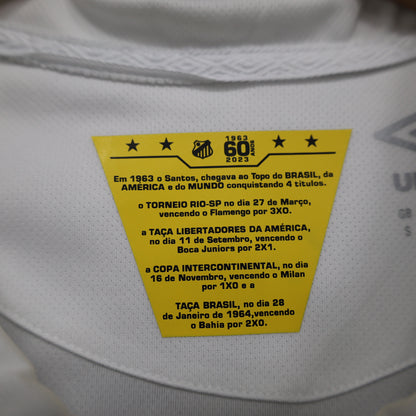 1963
60 ANOS
2023
Em 1963 o Santos, chegava ao Topo do BRASIL, da
AMÉRICA e do MUNDO conquistando 4 títulos.
o TORNEIO RIO-SP no dia 27 de Março,
vencendo o Flamengo por 3X0.
a TAÇA LIBERTADORES DA AMÉRICA,
no dia 11 de Setembro, vencendo o
Boca Juniors por 2X1.
a COPA INTERCONTINENTAL, no dia
16 de Novembro, vencendo o Milan
por 1X0 e a
TAÇA BRASIL, no dia 28
de Janeiro de 1964,vencendo
o Bahia por 2X0.
S